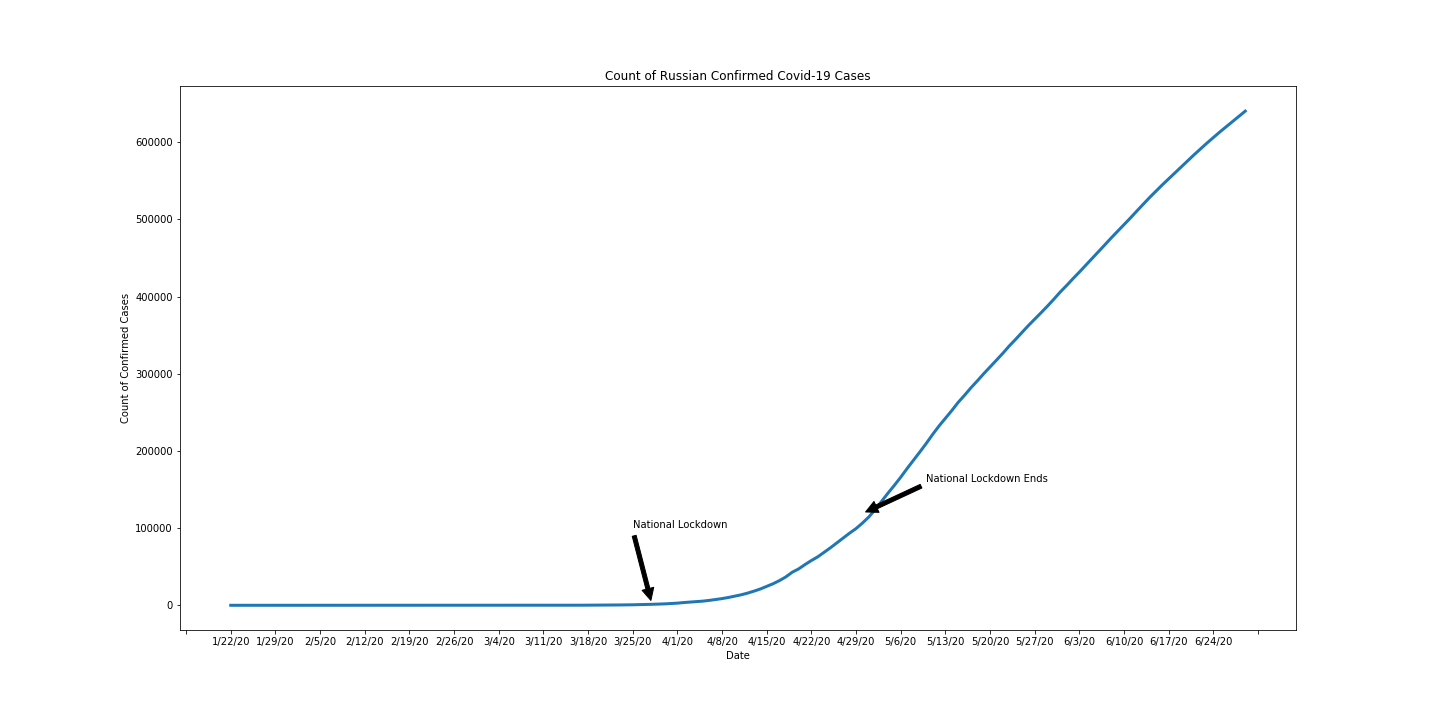 Count of Russian Confirmed Covid-19 Cases
600000
500000
400000
300000
200000
100000
0
Count of Confirmed Cases
National Lockdown Ends
National Lockdown
1/22/20 1/29/20 2/5/20 2/12/20 2/19/20 2/26/20 3/4/20 3/11/20 3/18/20 3/25/20 4/1/20 4/8/20 4/15/20 4/22/20 4/29/20 5/6/20 5/13/20 5/20/20 5/27/20 6/3/20 6/10/20 6/17/20 6/24/20
Date